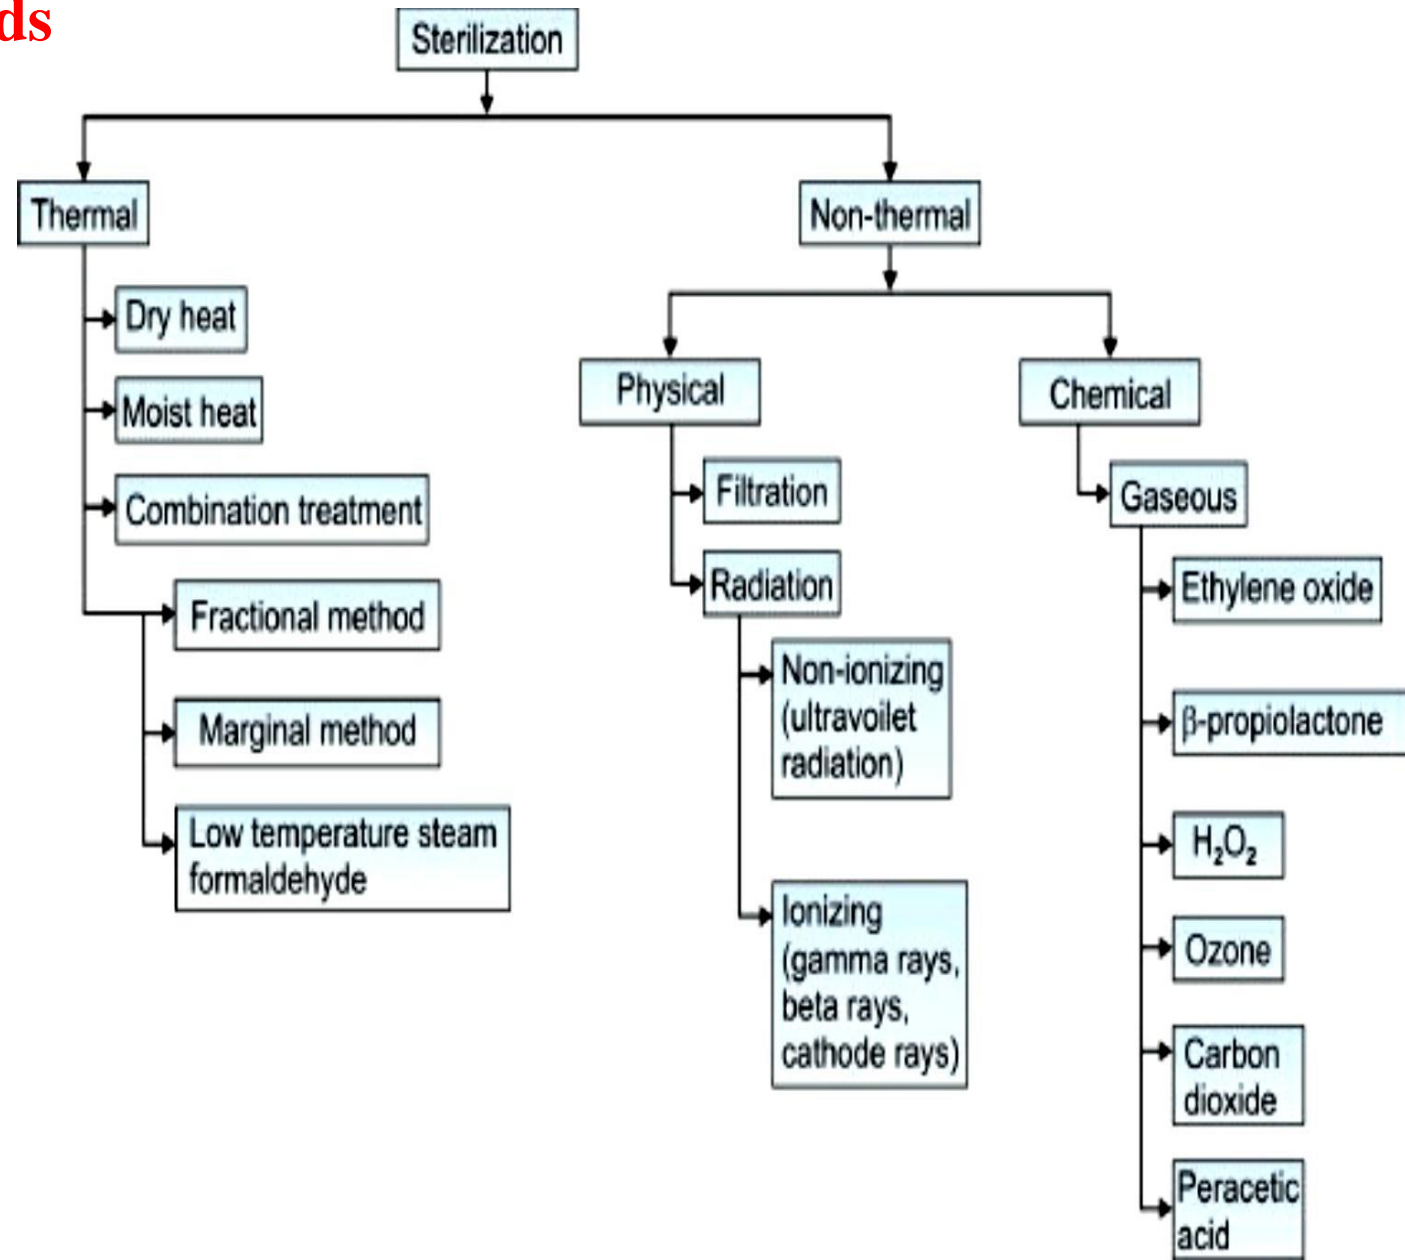 ds
Sterilization
Thermal
Non-thermal
Dry heat
Moist heat
Combination treatment
Fractional method
Marginal method
Low temperature steam
formaldehyde
Physical
Chemical
Filtration
Radiation
Non-ionizing
(ultravoilet
radiation)
Ionizing
(gamma rays,
beta rays,
cathode rays)
Gaseous
Ethylene oxide
β-propiolactone
H₂O₂
Ozone
Carbon
dioxide
Peracetic
acid